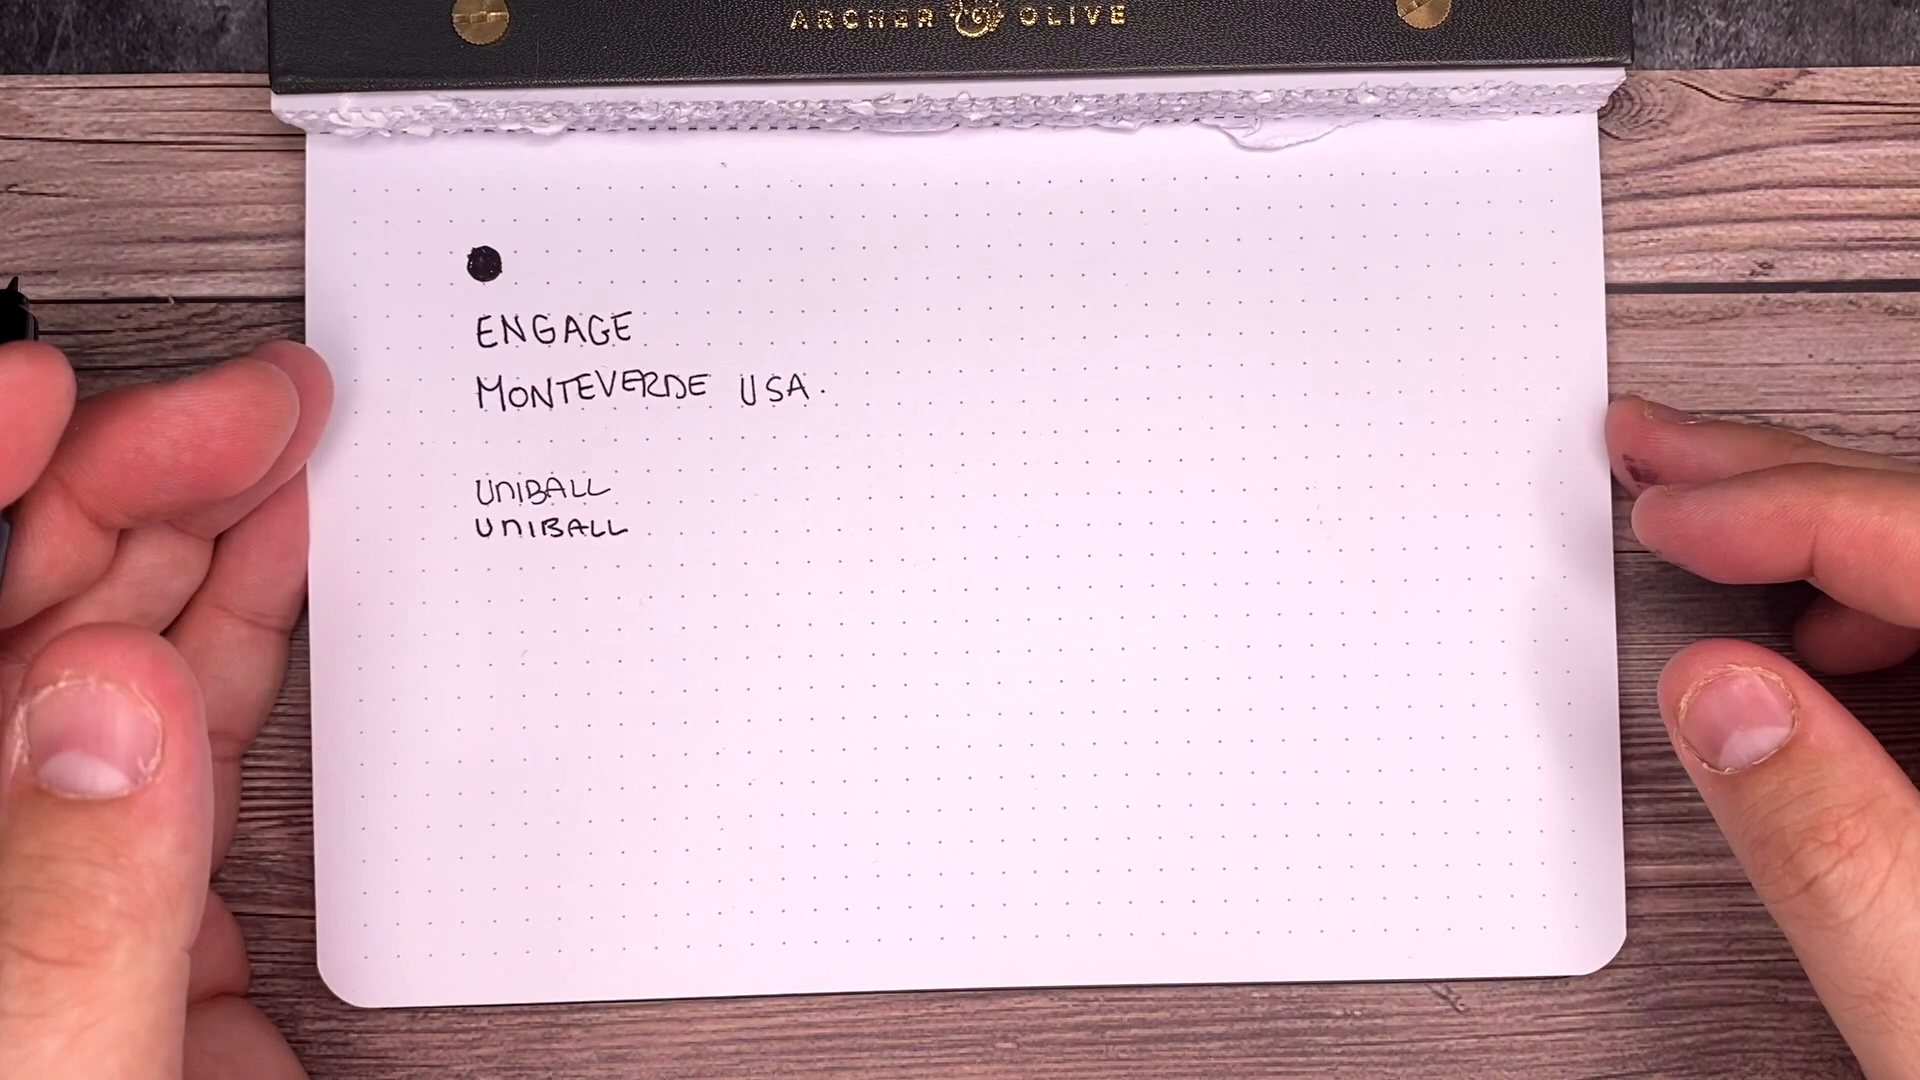 ARCHER & OLIVE
ENGAGE
MONTEVERDE USA.
UNIBALL
UNIBALL